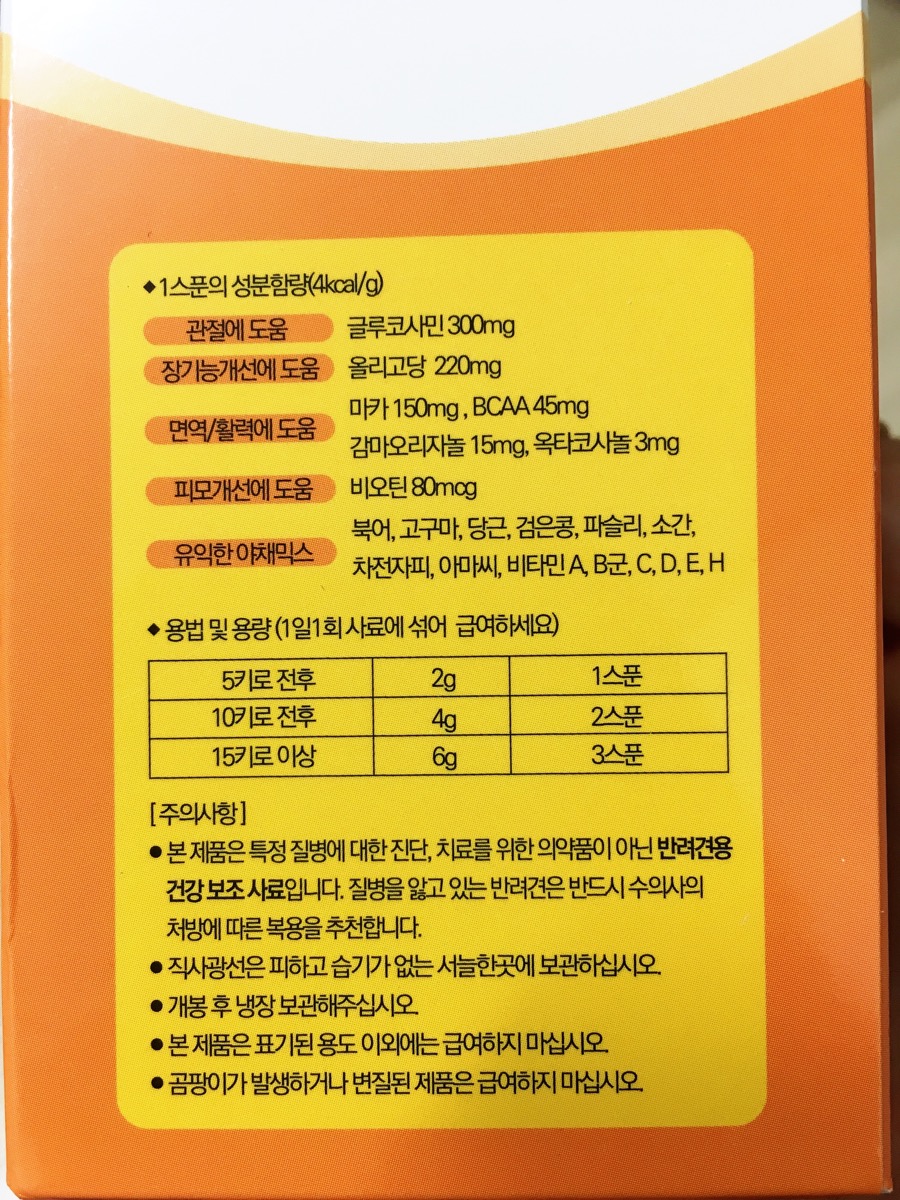 ◆1스푼의 성분함량(4kcal/g)
관절에 도움 글루코사민 300mg
장기능개선에 도움 올리고당 220mg
면역/활력에 도움 마카 150mg , BCAA 45mg
감마오리자놀 15mg, 옥타코사놀 3mg
피모개선에 도움 비오틴 80mcg
유익한 야채믹스 북어, 고구마, 당근, 검은콩, 파슬리, 소간,
차전자피, 아마씨, 비타민 A, B군, C, D, E, H
◆ 용법 및 용량 (1일1회 사료에 섞어 급여하세요)
5키로 전후 2g 1스푼
10키로 전후 4g 2스푼
15키로 이상 6g 3스푼
[주의사항]
● 본 제품은 특정 질병에 대한 진단, 치료를 위한 의약품이 아닌 반려견용
건강 보조 사료입니다. 질병을 앓고 있는 반려견은 반드시 수의사의
처방에 따른 복용을 추천합니다.
● 직사광선은 피하고 습기가 없는 서늘한곳에 보관하십시오.
● 개봉 후 냉장 보관해주십시오.
● 본 제품은 표기된 용도 이외에는 급여하지 마십시오.
● 곰팡이가 발생하거나 변질된 제품은 급여하지 마십시오.